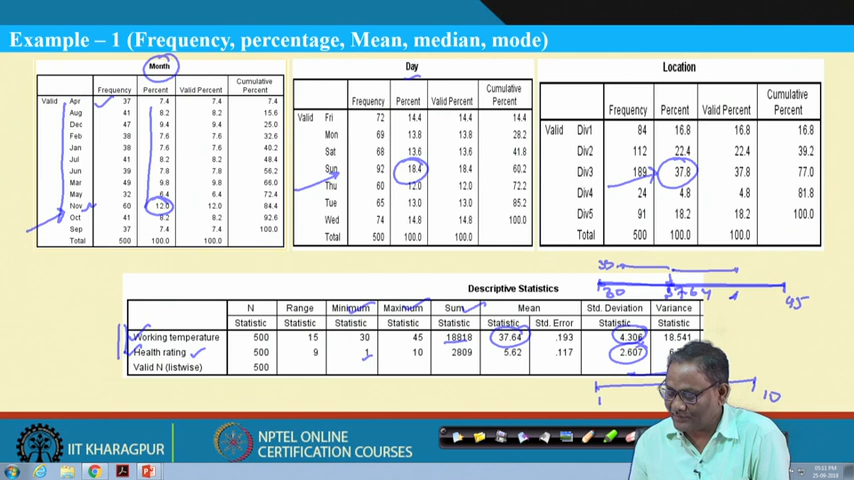 Example – 1 (Frequency, percentage, Mean, median, mode)
Month
Frequency Percent Valid Percent Cumulative Percent
Valid Apr 37 7.4 7.4 7.4
Aug 41 8.2 8.2 15.6
Dec 47 9.4 9.4 25.0
Feb 38 7.6 7.6 32.6
Jan 38 7.6 7.6 40.2
Jul 41 8.2 8.2 48.4
Jun 39 7.8 7.8 56.2
Mar 49 9.8 9.8 66.0
May 32 6.4 6.4 72.4
Nov 60 12.0 12.0 84.4
Oct 41 8.2 8.2 92.6
Sep 37 7.4 7.4 100.0
Total 500 100.0 100.0
Day
Frequency Percent Valid Percent Cumulative Percent
Valid Fri 72 14.4 14.4 14.4
Mon 69 13.8 13.8 28.2
Sat 68 13.6 13.6 41.8
Sun 92 18.4 18.4 60.2
Thu 60 12.0 12.0 72.2
Tue 65 13.0 13.0 85.2
Wed 74 14.8 14.8 100.0
Total 500 100.0 100.0
Location
Frequency Percent Valid Percent Cumulative Percent
Valid Div1 84 16.8 16.8 16.8
Div2 112 22.4 22.4 39.2
Div3 189 37.8 37.8 77.0
Div4 24 4.8 4.8 81.8
Div5 91 18.2 18.2 100.0
Total 500 100.0 100.0
30
30 37.64 45
Descriptive Statistics
N Range Minimum Maximum Sum Mean Std. Deviation Variance
Statistic Statistic Statistic Statistic Statistic Statistic Std. Error Statistic Statistic
Working temperature 500 15 30 45 18818 37.64 .193 4.306 18.541
Health rating 500 9 1 10 2809 5.62 .117 2.607
Valid N (listwise) 500
1 10
IIT KHARAGPUR
NPTEL ONLINE
CERTIFICATION COURSES
05:11 PM